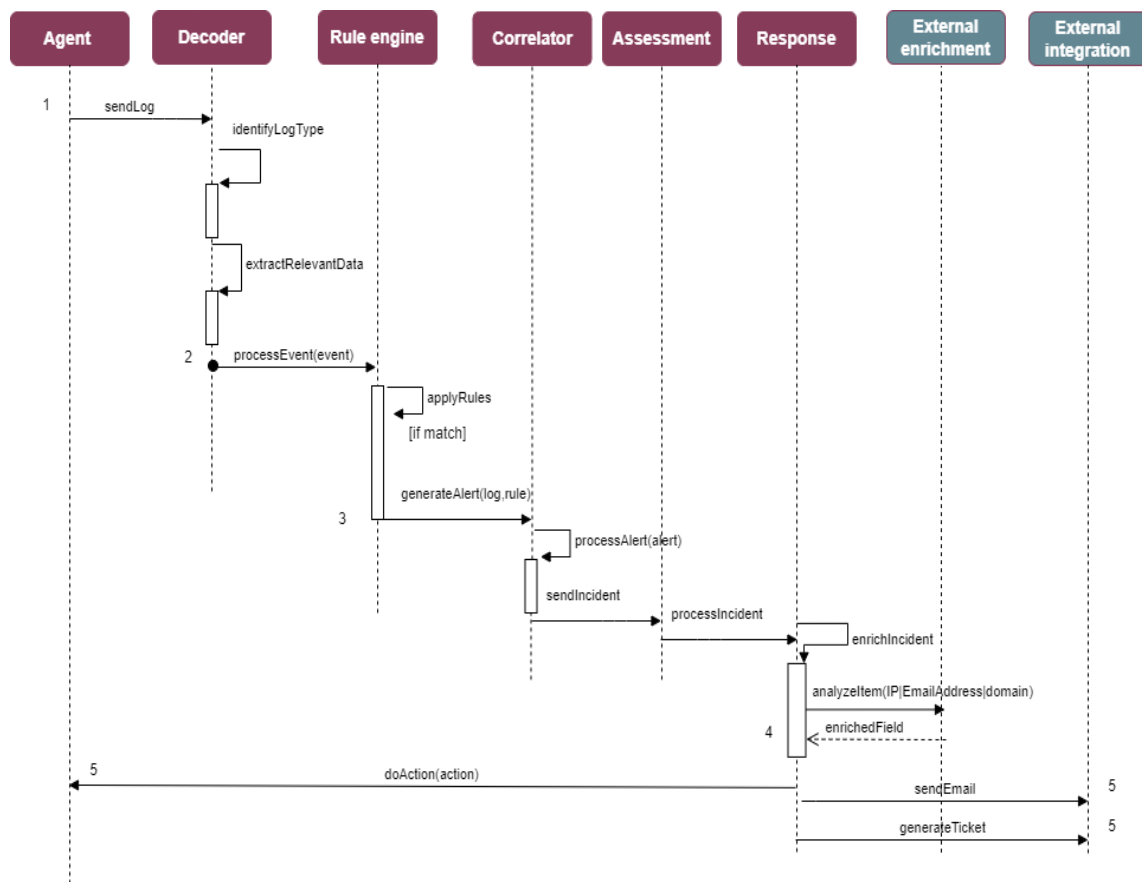 Agent
Decoder
Rule engine
Correlator
Assessment
Response
External
enrichment
External
integration
1
sendLog
identifyLogType
extractRelevantData
2
processEvent(event)
applyRules
[if match]
generateAlert(log,rule)
3
processAlert(alert)
sendIncident
processIncident
enrichIncident
analyzeItem(IP|EmailAddress|domain)
4
enrichedField
5
doAction(action)
sendEmail
5
generateTicket
5